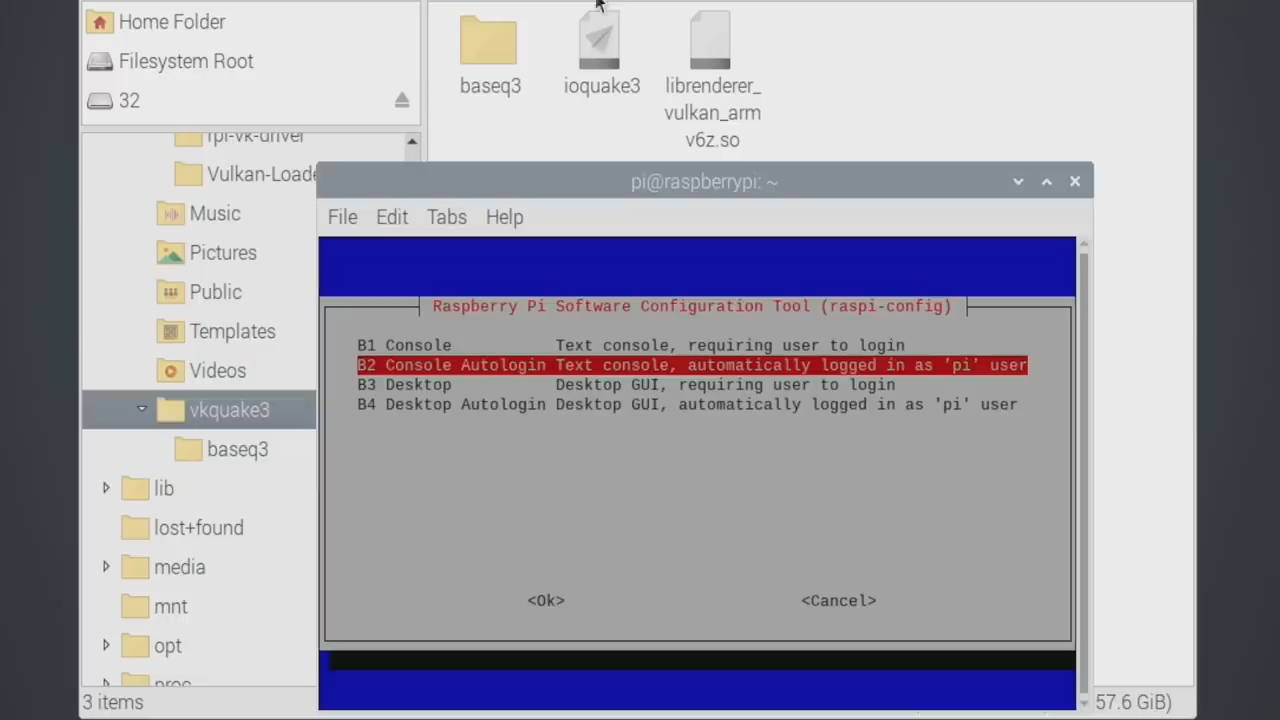 Home Folder
Filesystem Root
32
rpi-vk-driver
Vulkan-Loade
Music
Pictures
Public
Templates
Videos
vkquake3
baseq3
lib
lost+found
media
mnt
opt
proc
3 items
baseq3
ioquake3
librenderer_
vulkan_arm
v6z.so
pi@raspberrypi: ~
File Edit Tabs Help
Raspberry Pi Software Configuration Tool (raspi-config)
B1 Console Text console, requiring user to login
B2 Console Autologin Text console, automatically logged in as 'pi' user
B3 Desktop Desktop GUI, requiring user to login
B4 Desktop Autologin Desktop GUI, automatically logged in as 'pi' user
<Ok> <Cancel>
57.6 GiB)